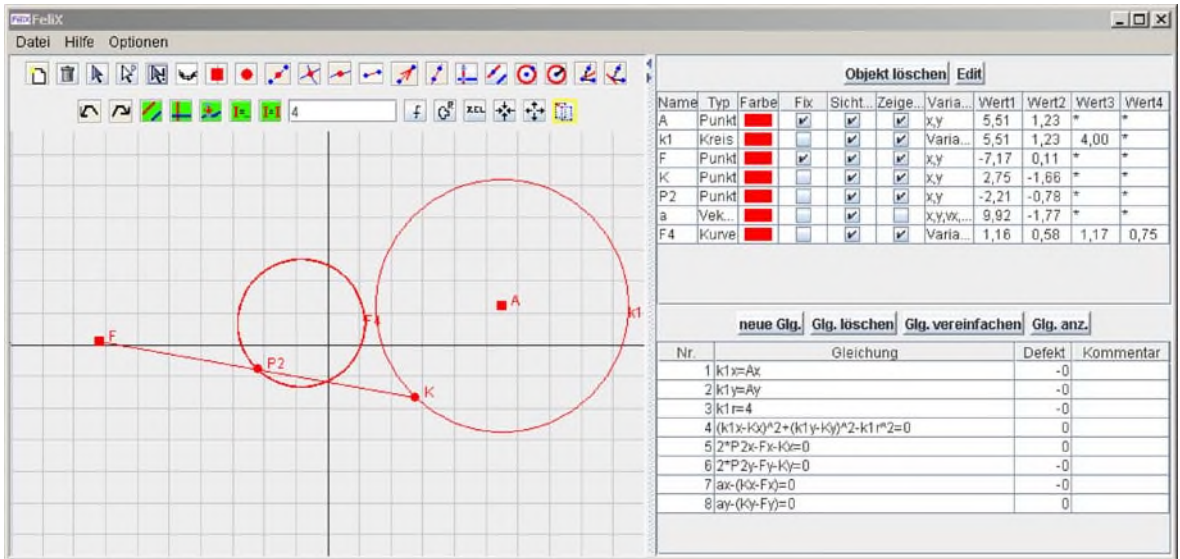 FeliX FeliX
Datei Hilfe Optionen
4
F
P2
F4
K
A
k1
Objekt löschen Edit
Name Typ Farbe Fix Sicht... Zeige... Varia... Wert1 Wert2 Wert3 Wert4
A Punkt x,y 5,51 1,23 * *
k1 Kreis Varia... 5,51 1,23 4,00 *
F Punkt x,y -7,17 0,11 * *
K Punkt x,y 2,75 -1,66 * *
P2 Punkt x,y -2,21 -0,78 * *
a Vek... x,y,vx,... 9,92 -1,77 * *
F4 Kurve Varia... 1,16 0,58 1,17 0,75
neue Glg. Glg. löschen Glg. vereinfachen Glg. anz.
Nr. Gleichung Defekt Kommentar
1 k1x=Ax -0
2 k1y=Ay -0
3 k1r=4 -0
4 (k1x-Kx)^2+(k1y-Ky)^2-k1r^2=0 0
5 2*P2x-Fx-Kx=0 0
6 2*P2y-Fy-Ky=0 -0
7 ax-(Kx-Fx)=0 -0
8 ay-(Ky-Fy)=0 0